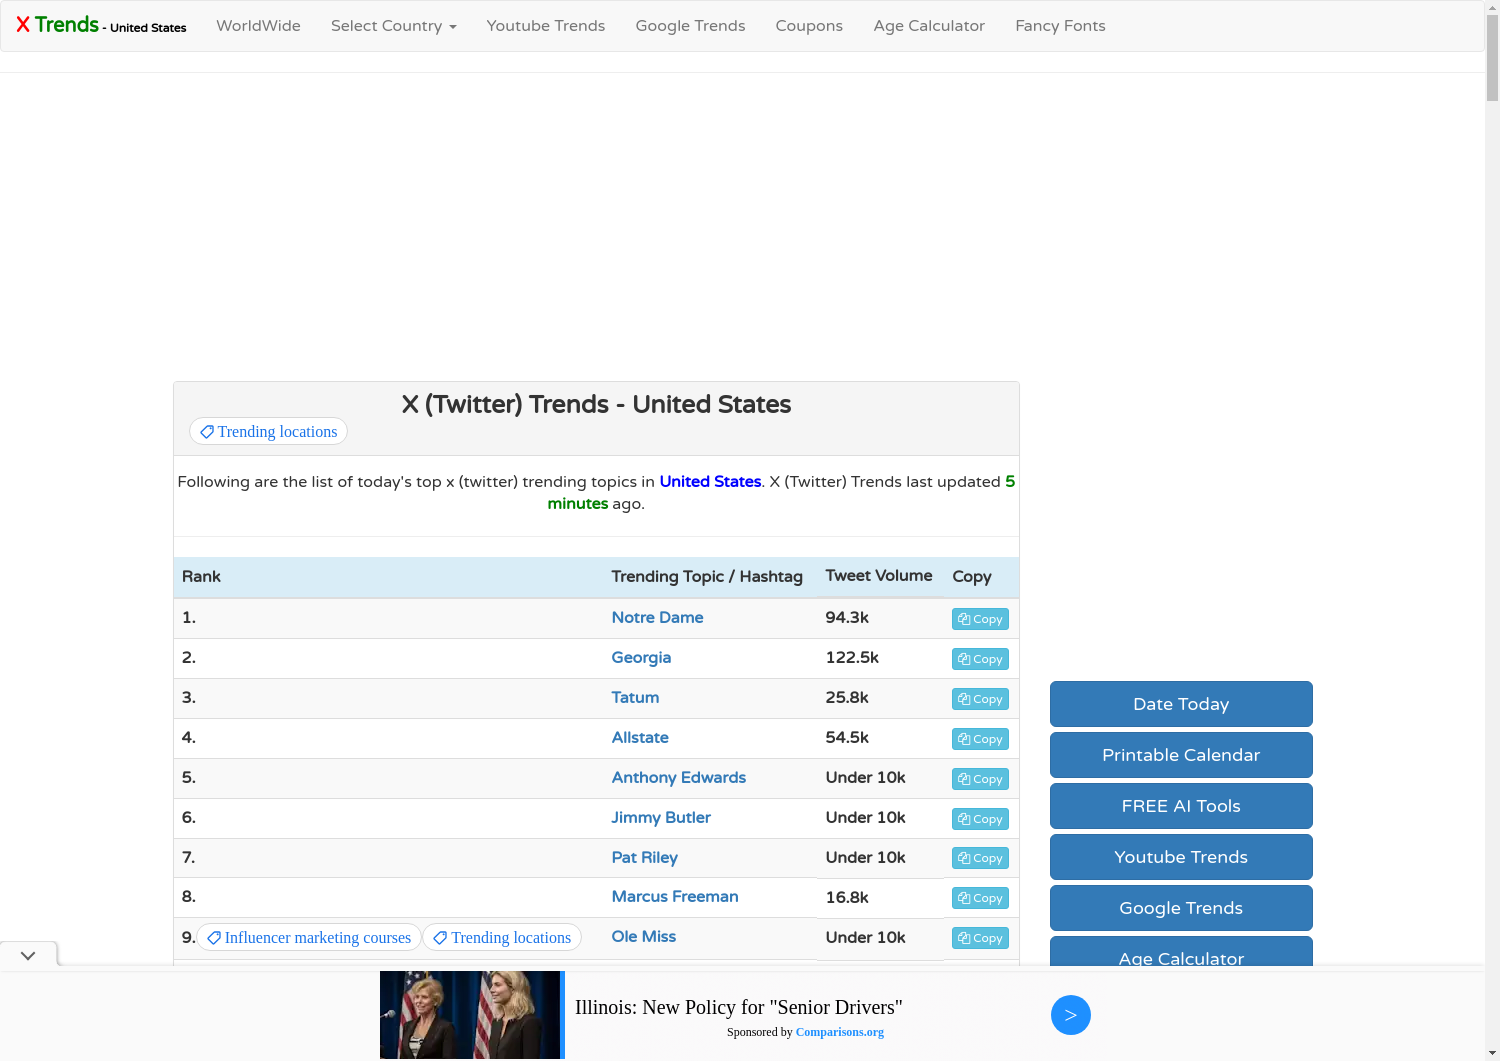 X Trends - United States WorldWide Select Country Youtube Trends Google Trends Coupons Age Calculator Fancy Fonts
X (Twitter) Trends - United States
Trending locations
Following are the list of today's top x (twitter) trending topics in United States. X (Twitter) Trends last updated 5
minutes ago.
Rank Trending Topic / Hashtag Tweet Volume Copy
1. Notre Dame 94.3k Copy
2. Georgia 122.5k Copy
3. Tatum 25.8k Copy
4. Allstate 54.5k Copy
5. Anthony Edwards Under 10k Copy
6. Jimmy Butler Under 10k Copy
7. Pat Riley Under 10k Copy
8. Marcus Freeman 16.8k Copy
9. Influencer marketing courses Trending locations Ole Miss Under 10k Copy
Date Today
Printable Calendar
FREE AI Tools
Youtube Trends
Google Trends
Age Calculator
Illinois: New Policy for "Senior Drivers"
Sponsored by Comparisons.org
>